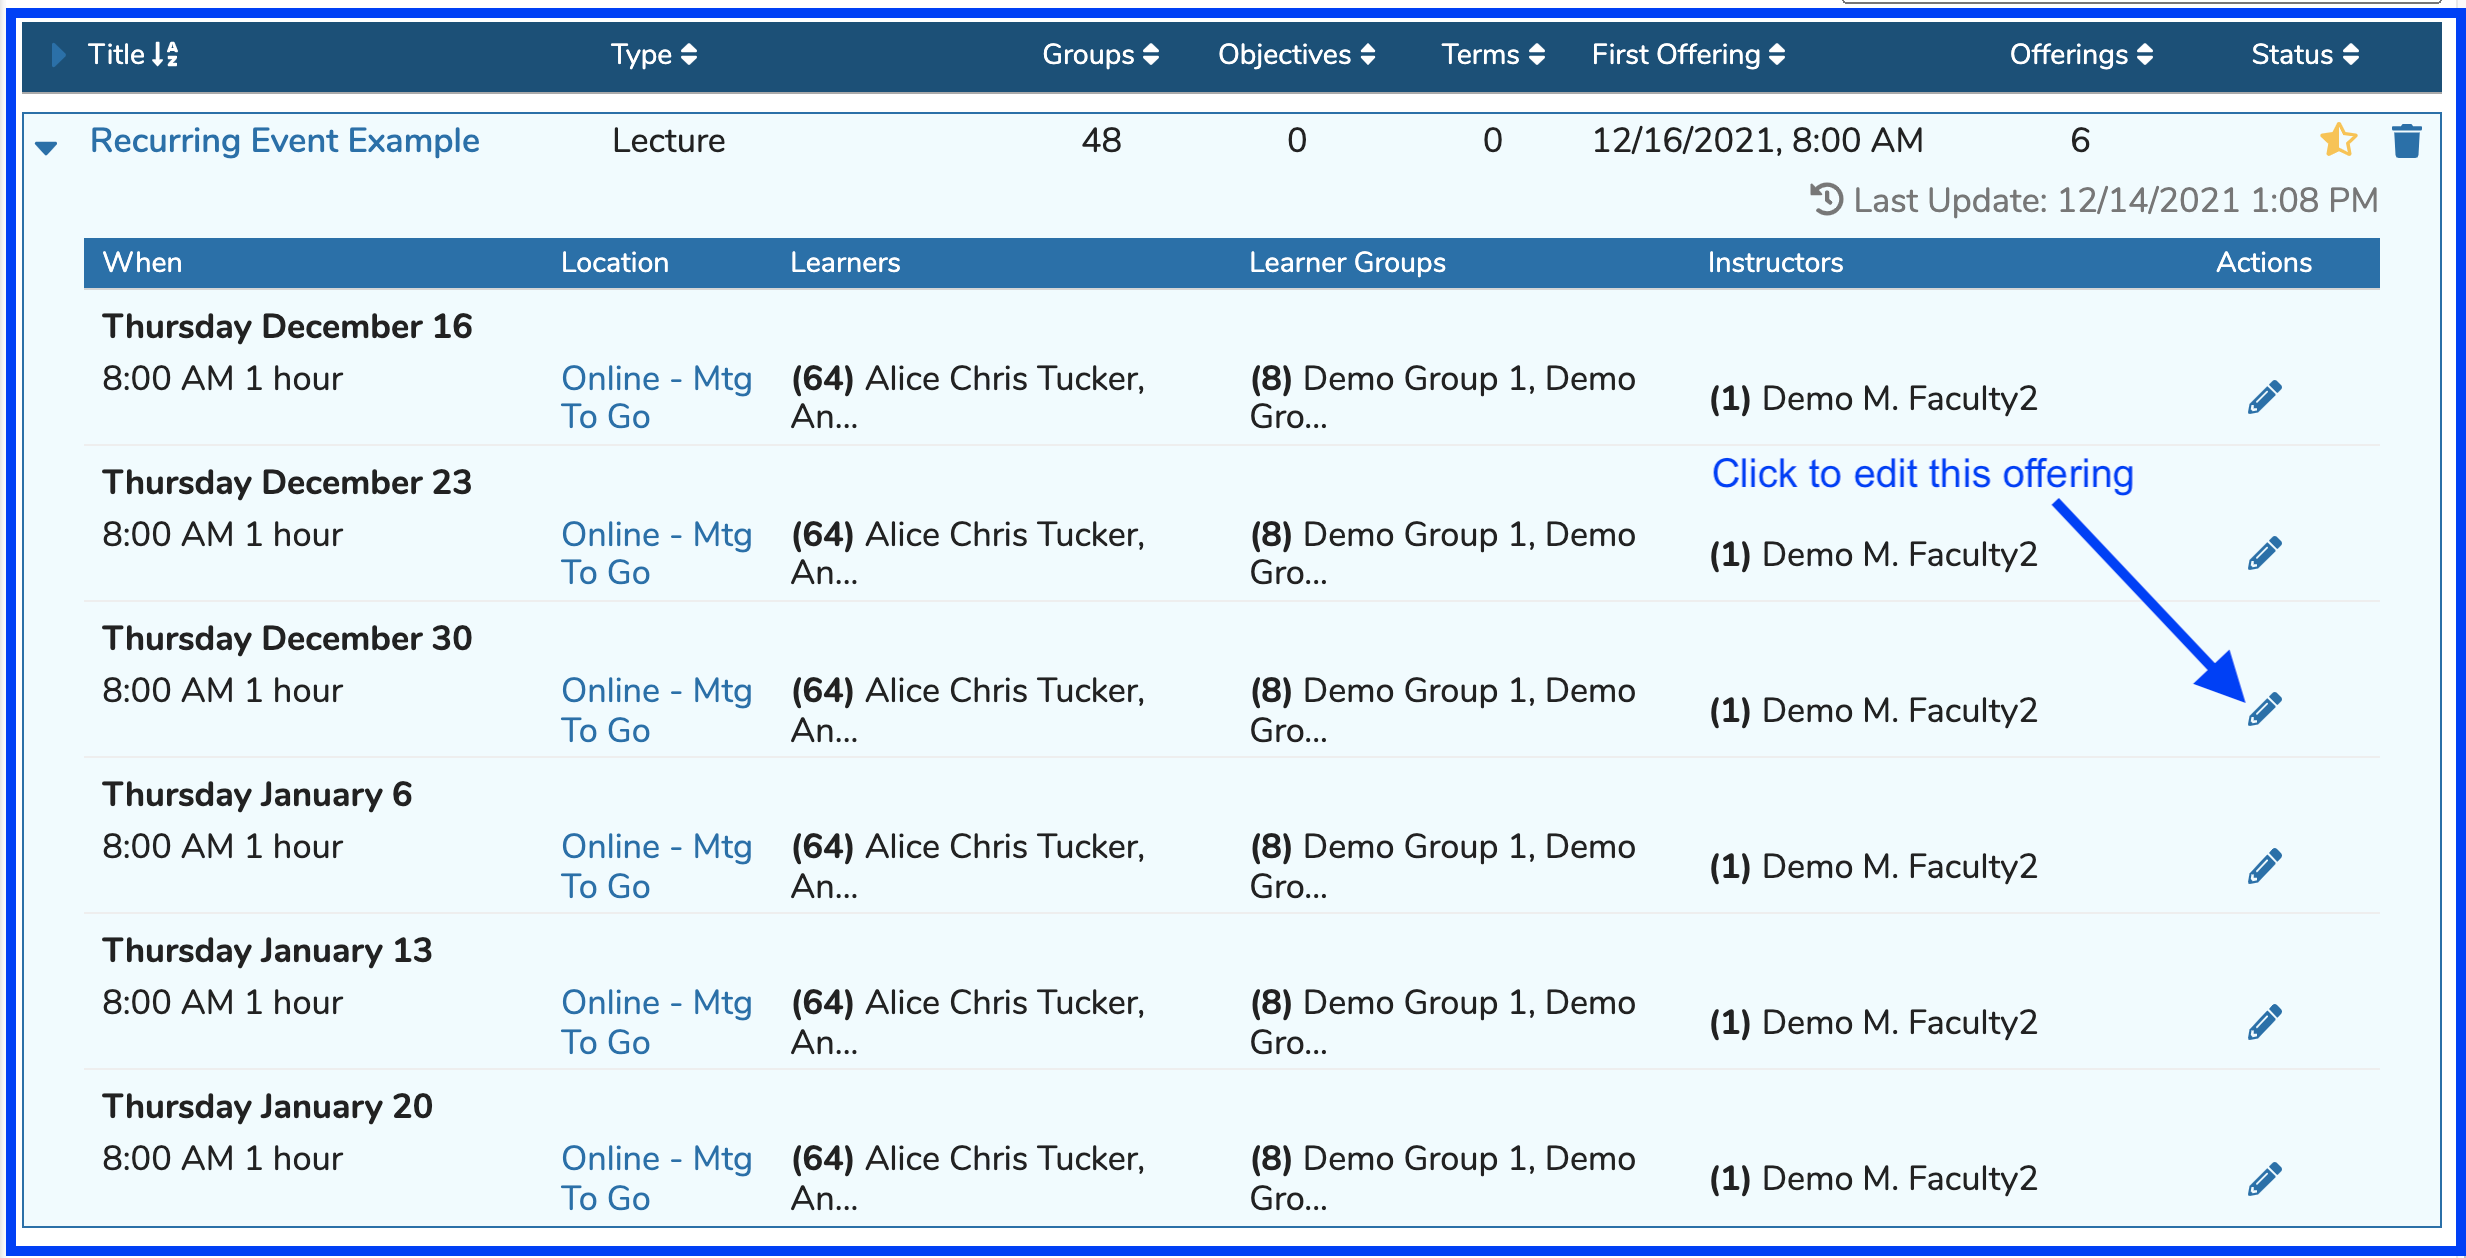 Title Type Groups Objectives Terms First Offering Offerings Status
Recurring Event Example Lecture 48 0 0 12/16/2021, 8:00 AM 6
Last Update: 12/14/2021 1:08 PM
When Location Learners Learner Groups Instructors Actions
Thursday December 16
8:00 AM 1 hour Online - Mtg (64) Alice Chris Tucker, (8) Demo Group 1, Demo (1) Demo M. Faculty2
To Go An... Gro...
Click to edit this offering
Thursday December 23
8:00 AM 1 hour Online - Mtg (64) Alice Chris Tucker, (8) Demo Group 1, Demo (1) Demo M. Faculty2
To Go An... Gro...
Thursday December 30
8:00 AM 1 hour Online - Mtg (64) Alice Chris Tucker, (8) Demo Group 1, Demo (1) Demo M. Faculty2
To Go An... Gro...
Thursday January 6
8:00 AM 1 hour Online - Mtg (64) Alice Chris Tucker, (8) Demo Group 1, Demo (1) Demo M. Faculty2
To Go An... Gro...
Thursday January 13
8:00 AM 1 hour Online - Mtg (64) Alice Chris Tucker, (8) Demo Group 1, Demo (1) Demo M. Faculty2
To Go An... Gro...
Thursday January 20
8:00 AM 1 hour Online - Mtg (64) Alice Chris Tucker, (8) Demo Group 1, Demo (1) Demo M. Faculty2
To Go An... Gro...